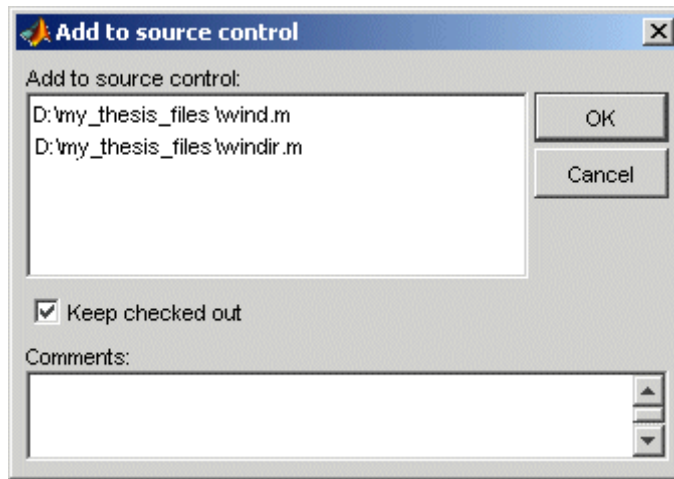 Add to source control
Add to source control:
D:\my_thesis_files\wind.m
OK
D:\my_thesis_files\windir.m
Cancel
Keep checked out
Comments: